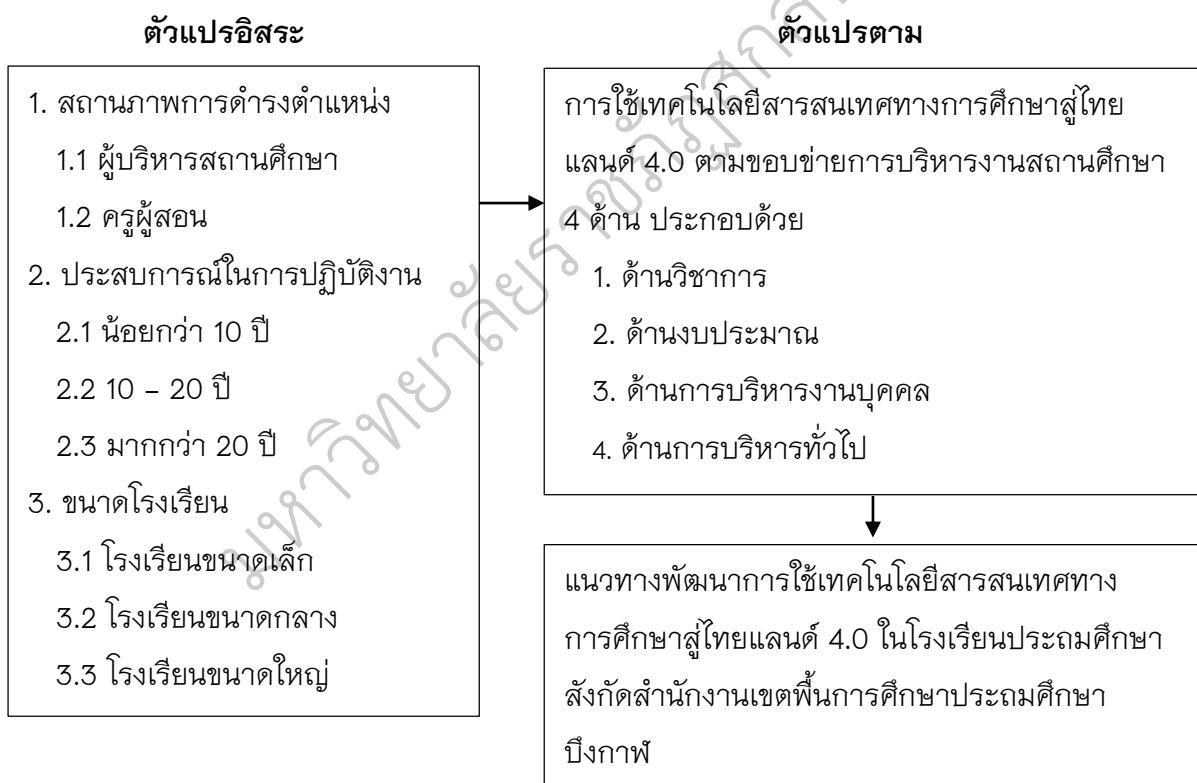 ตัวแปรอิสระ
1. สถานภาพการดำรงตำแหน่ง
1.1 ผู้บริหารสถานศึกษา
1.2 ครูผู้สอน
2. ประสบการณ์ในการปฏิบัติงาน
2.1 น้อยกว่า 10 ปี
2.2 10 – 20 ปี
2.3 มากกว่า 20 ปี
3. ขนาดโรงเรียน
3.1 โรงเรียนขนาดเล็ก
3.2 โรงเรียนขนาดกลาง
3.3 โรงเรียนขนาดใหญ่
ตัวแปรตาม
การใช้เทคโนโลยีสารสนเทศทางการศึกษาสู่ไทย
แลนด์ 4.0 ตามขอบข่ายการบริหารงานสถานศึกษา
4 ด้าน ประกอบด้วย
1. ด้านวิชาการ
2. ด้านงบประมาณ
3. ด้านการบริหารงานบุคคล
4. ด้านการบริหารทั่วไป
แนวทางพัฒนาการใช้เทคโนโลยีสารสนเทศทาง
การศึกษาสู่ไทยแลนด์ 4.0 ในโรงเรียนประถมศึกษา
สังกัดสำนักงานเขตพื้นการศึกษาประถมศึกษา
บึงกาฬ
มหาวิทยาลัยราชภัฏสกล